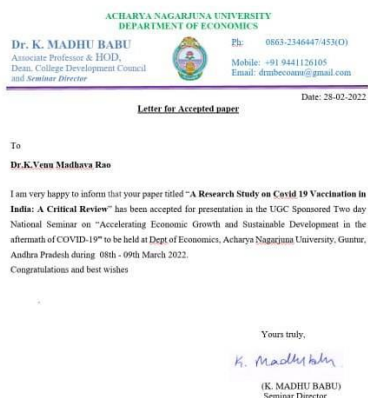 ACHARYA NAGARJUNA UNIVERSITY
DEPARTMENT OF ECONOMICS
Dr. K. MADHU BABU
Associate Professor & HOD,
Dean, College Development Council
and Seminar Director
Ph: 0863-2346447/453(O)
Mobile: +91 9441126105
Email: drmbecoanu@gmail.com
Date: 28-02-2022
Letter for Accepted paper
To
Dr.K.Venu Madhava Rao
I am very happy to inform that your paper titled “A Research Study on Covid 19 Vaccination in
India: A Critical Review” has been accepted for presentation in the UGC Sponsored Two day
National Seminar on “Accelerating Economic Growth and Sustainable Development in the
aftermath of COVID-19” to be held at Dept of Economics, Acharya Nagarjuna University, Guntur,
Andhra Pradesh during 08th - 09th March 2022.
Congratulations and best wishes
Yours truly,
K. Madhu
(K. MADHU BABU)
Seminar Director